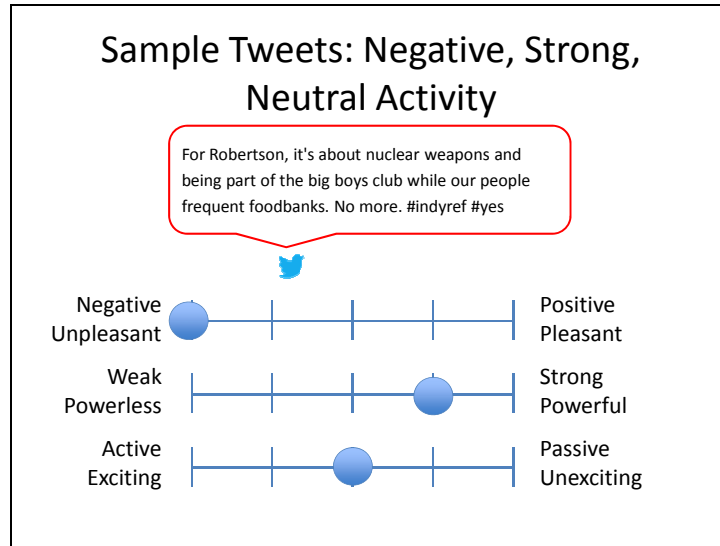 Sample Tweets: Negative, Strong,
Neutral Activity
For Robertson, it's about nuclear weapons and
being part of the big boys club while our people
frequent foodbanks. No more. #indyref #yes
Negative
Unpleasant
Positive
Pleasant
Weak
Powerless
Strong
Powerful
Active
Exciting
Passive
Unexciting